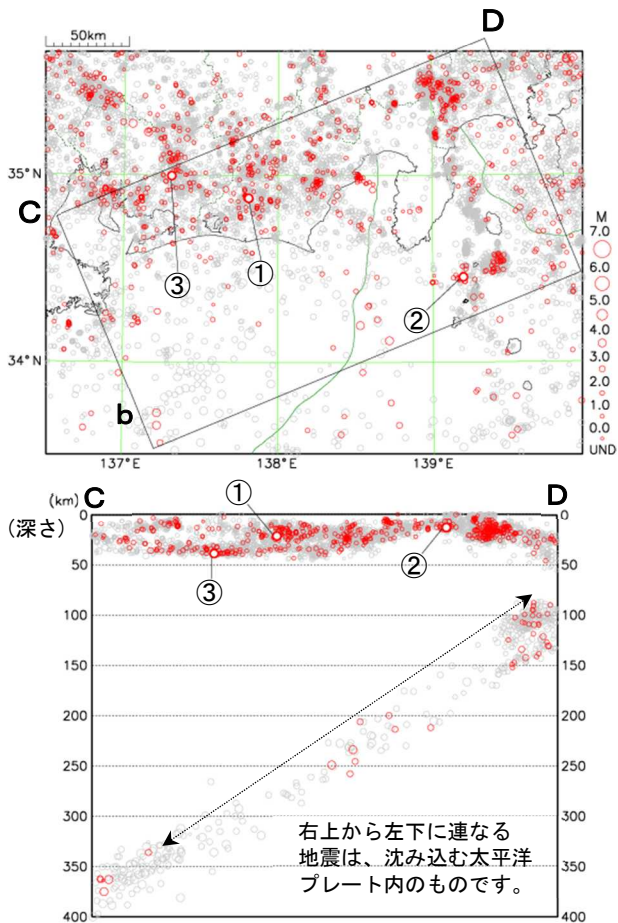 50km
D
35°N
C
①
③
②
34°N
b
137°E
138°E
139°E
M
7.0
6.0
5.0
4.0
3.0
2.0
1.0
0.0
UND
(km)
C
①
D
(深さ)
0
0
②
50
50
③
100
100
150
150
200
200
250
250
300
300
350
350
400
400
右上から左下に連なる
地震は、沈み込む太平洋
プレート内のものです。